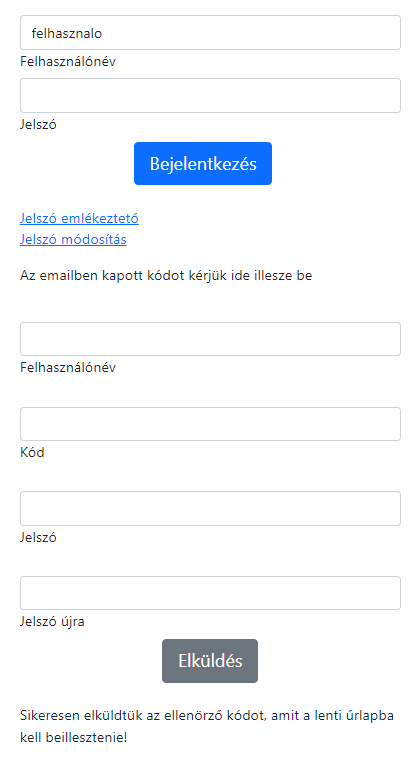 felhasznalo
Felhasználónév
Jelszó
Bejelentkezés
Jelszó emlékeztető
Jelszó módosítás
Az emailben kapott kódot kérjük ide illesze be
Felhasználónév
Kód
Jelszó
Jelszó újra
Elküldés
Sikeresen elküldtük az ellenörző kódot, amit a lenti űrlapba
kell beillesztenie!